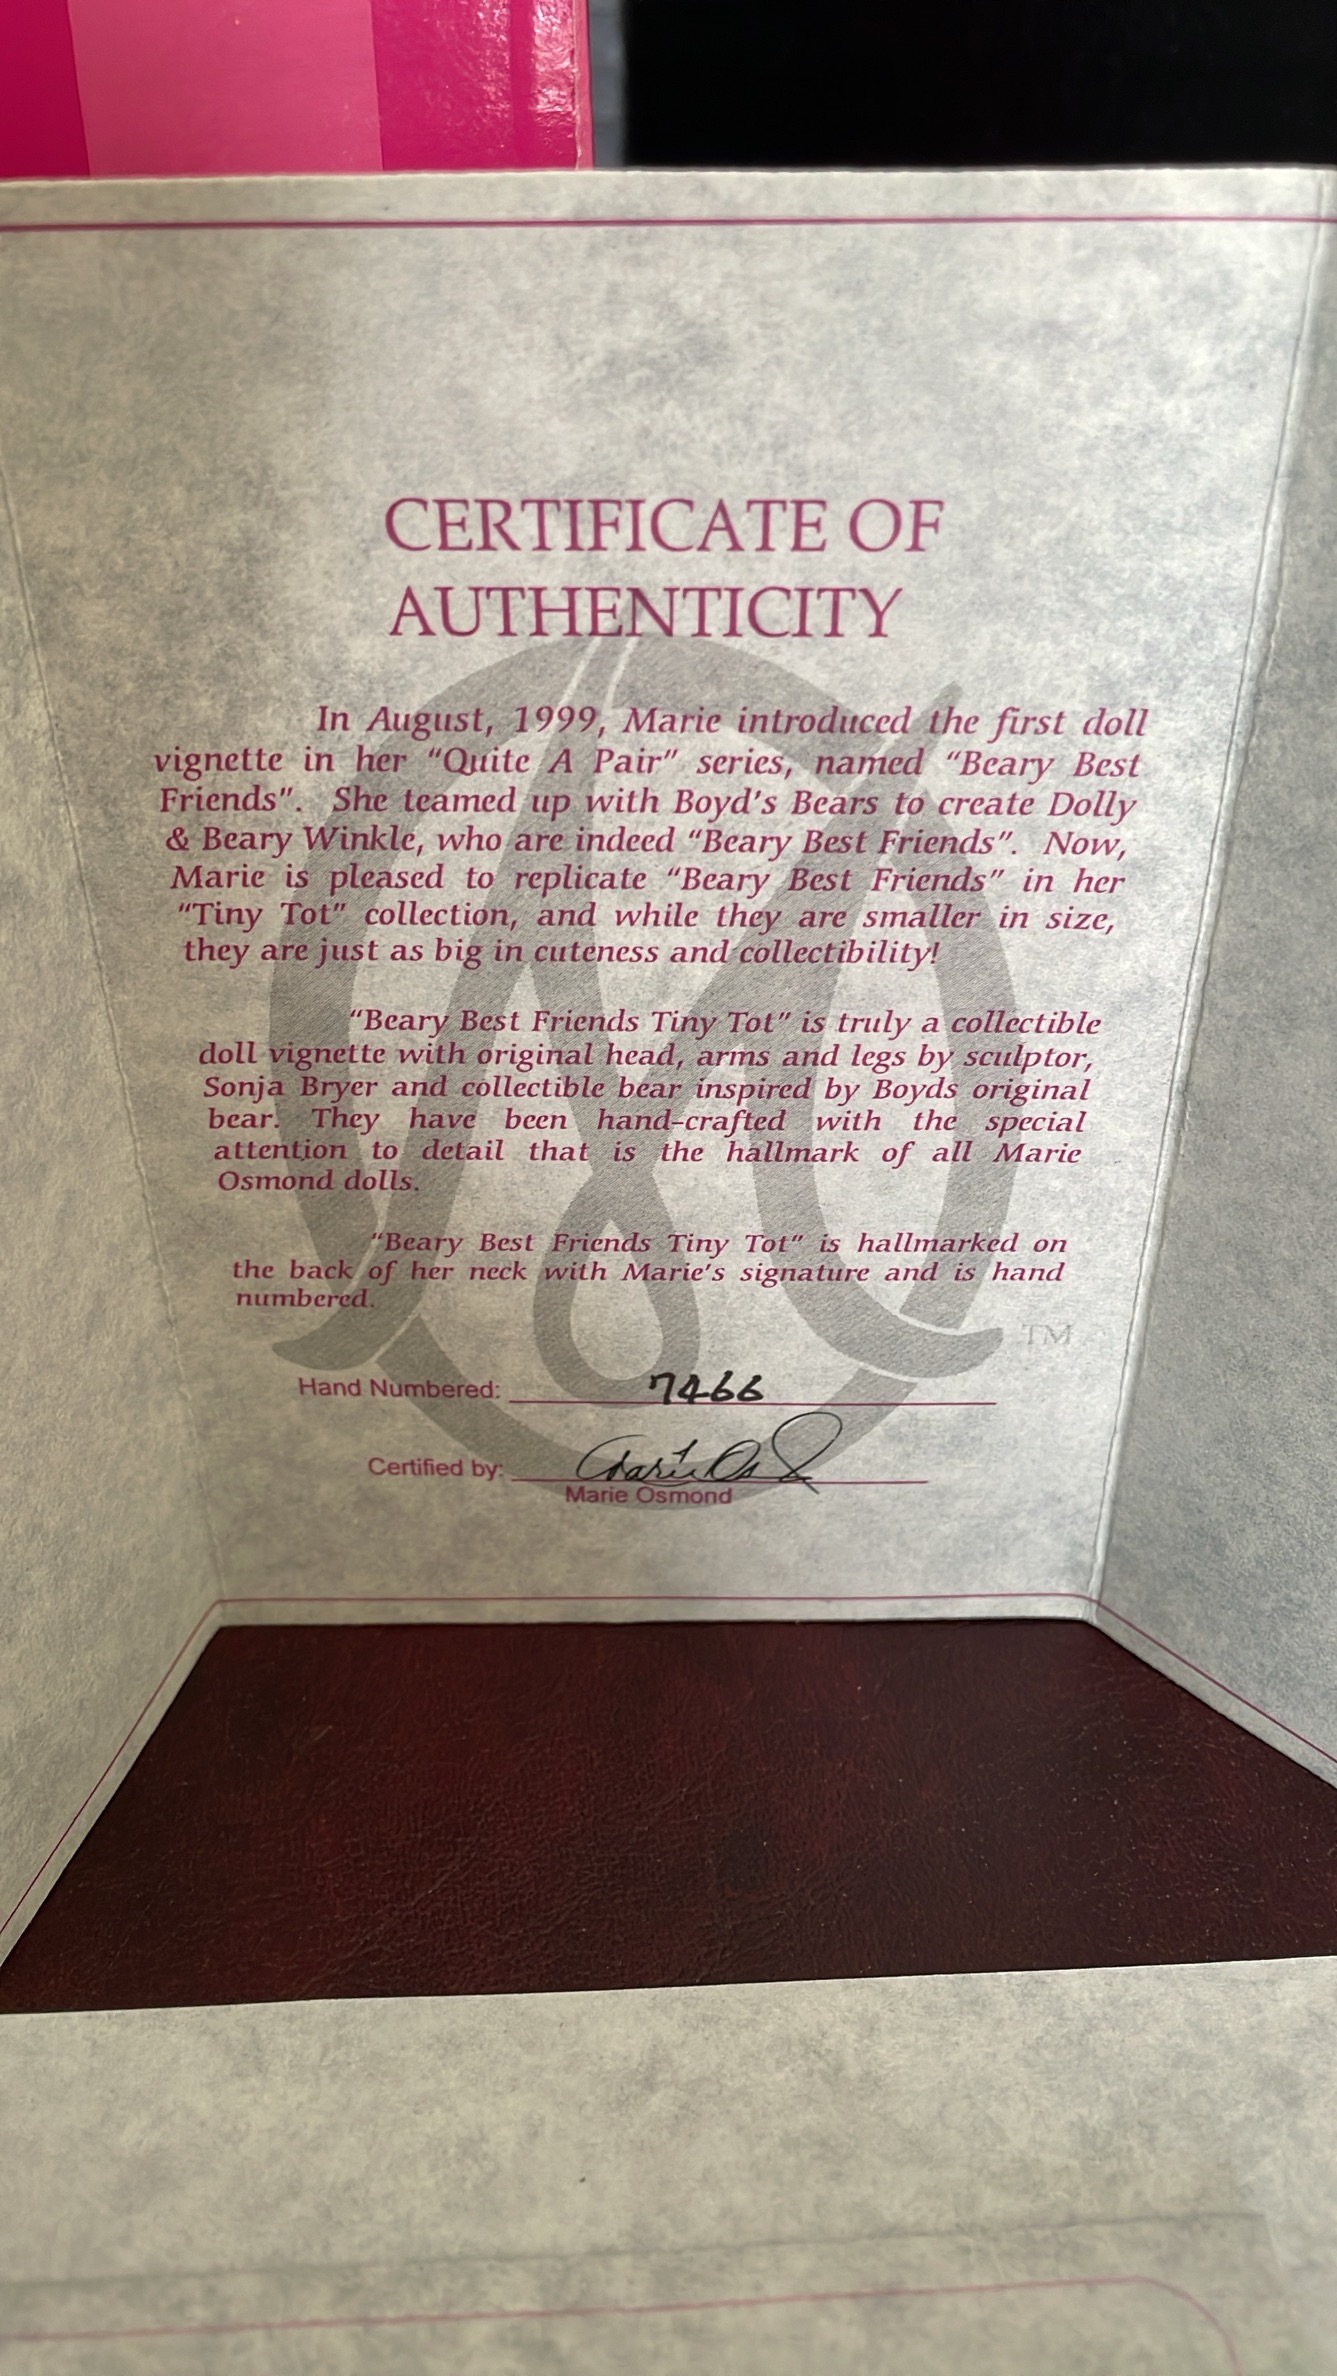 CERTIFICATE OF
AUTHENTICITY
In August, 1999, Marie introduced the first doll
vignette in her “Quite A Pair” series, named “Beary Best
Friends”. She teamed up with Boyd’s Bears to create Dolly
& Beary Winkle, who are indeed “Beary Best Friends”. Now,
Marie is pleased to replicate “Beary Best Friends” in her
“Tiny Tot” collection, and while they are smaller in size,
they are just as big in cuteness and collectibility!
“Beary Best Friends Tiny Tot” is truly a collectible
doll vignette with original head, arms and legs by sculptor,
Sonja Bryer and collectible bear inspired by Boyds original
bear. They have been hand-crafted with the special
attention to detail that is the hallmark of all Marie
Osmond dolls.
“Beary Best Friends Tiny Tot” is hallmarked on
the back of her neck with Marie’s signature and is hand
numbered.
TM
Hand Numbered: 7466
Certified by: Marie Os
Marie Osmond